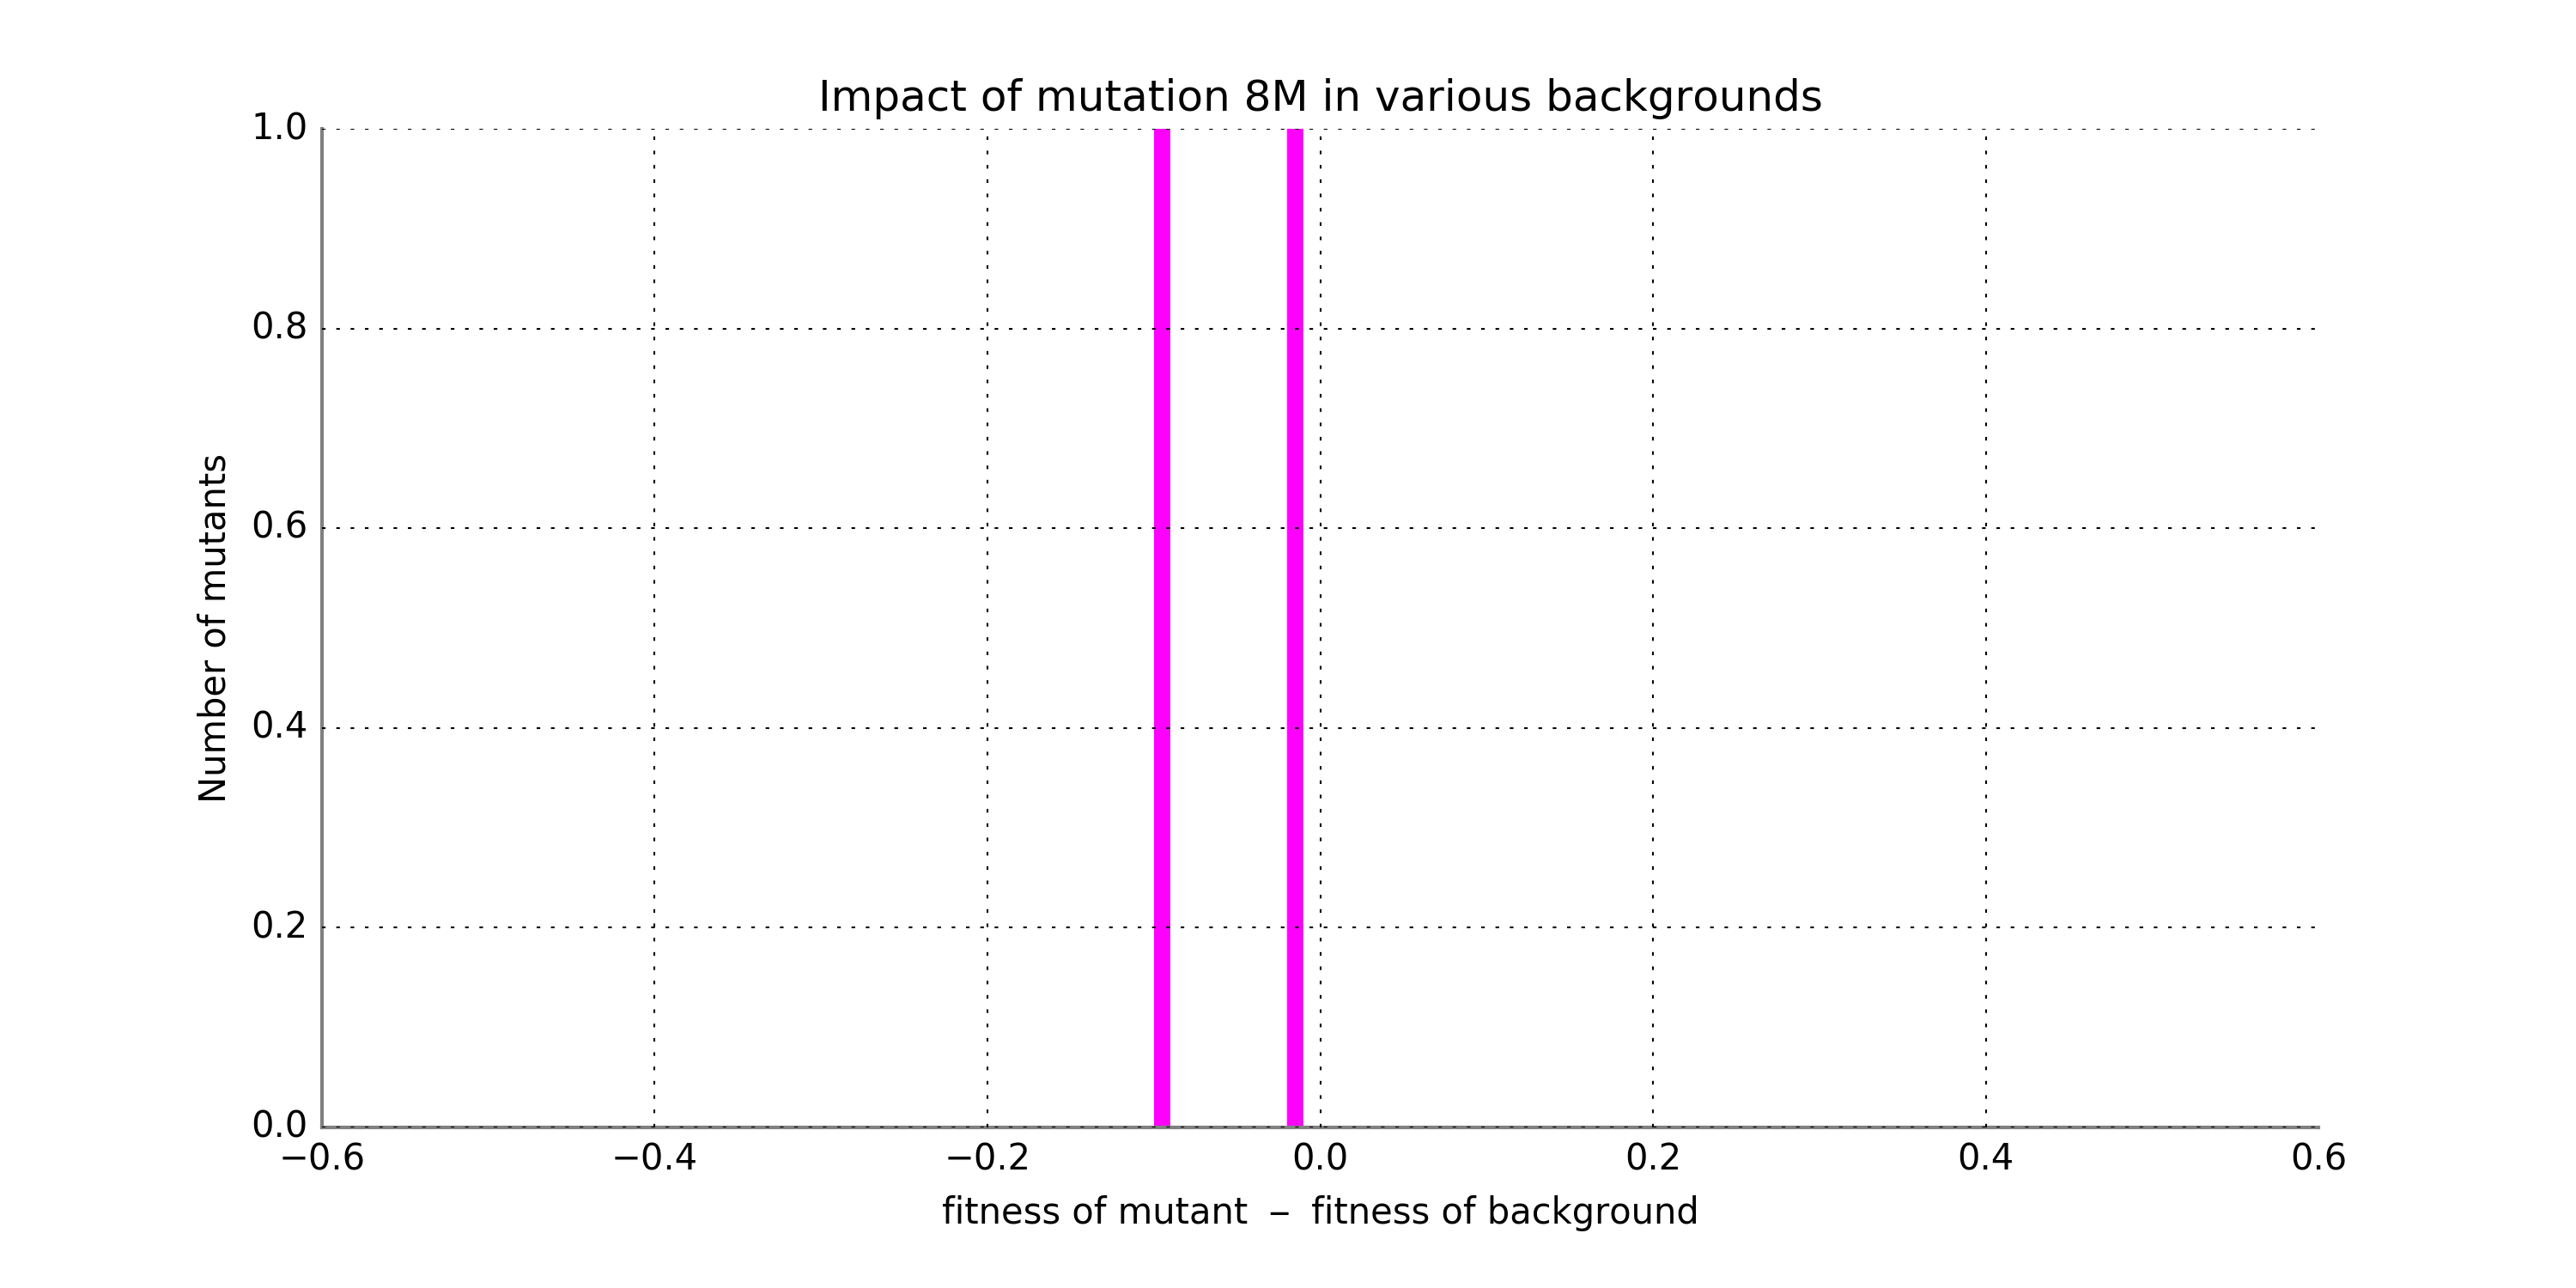 Impact of mutation 8M in various backgrounds
1.0
0.8
0.6
0.4
0.2
0.0
Number of mutants
−0.6 −0.4 −0.2 0.0 0.2 0.4 0.6
fitness of mutant − fitness of background